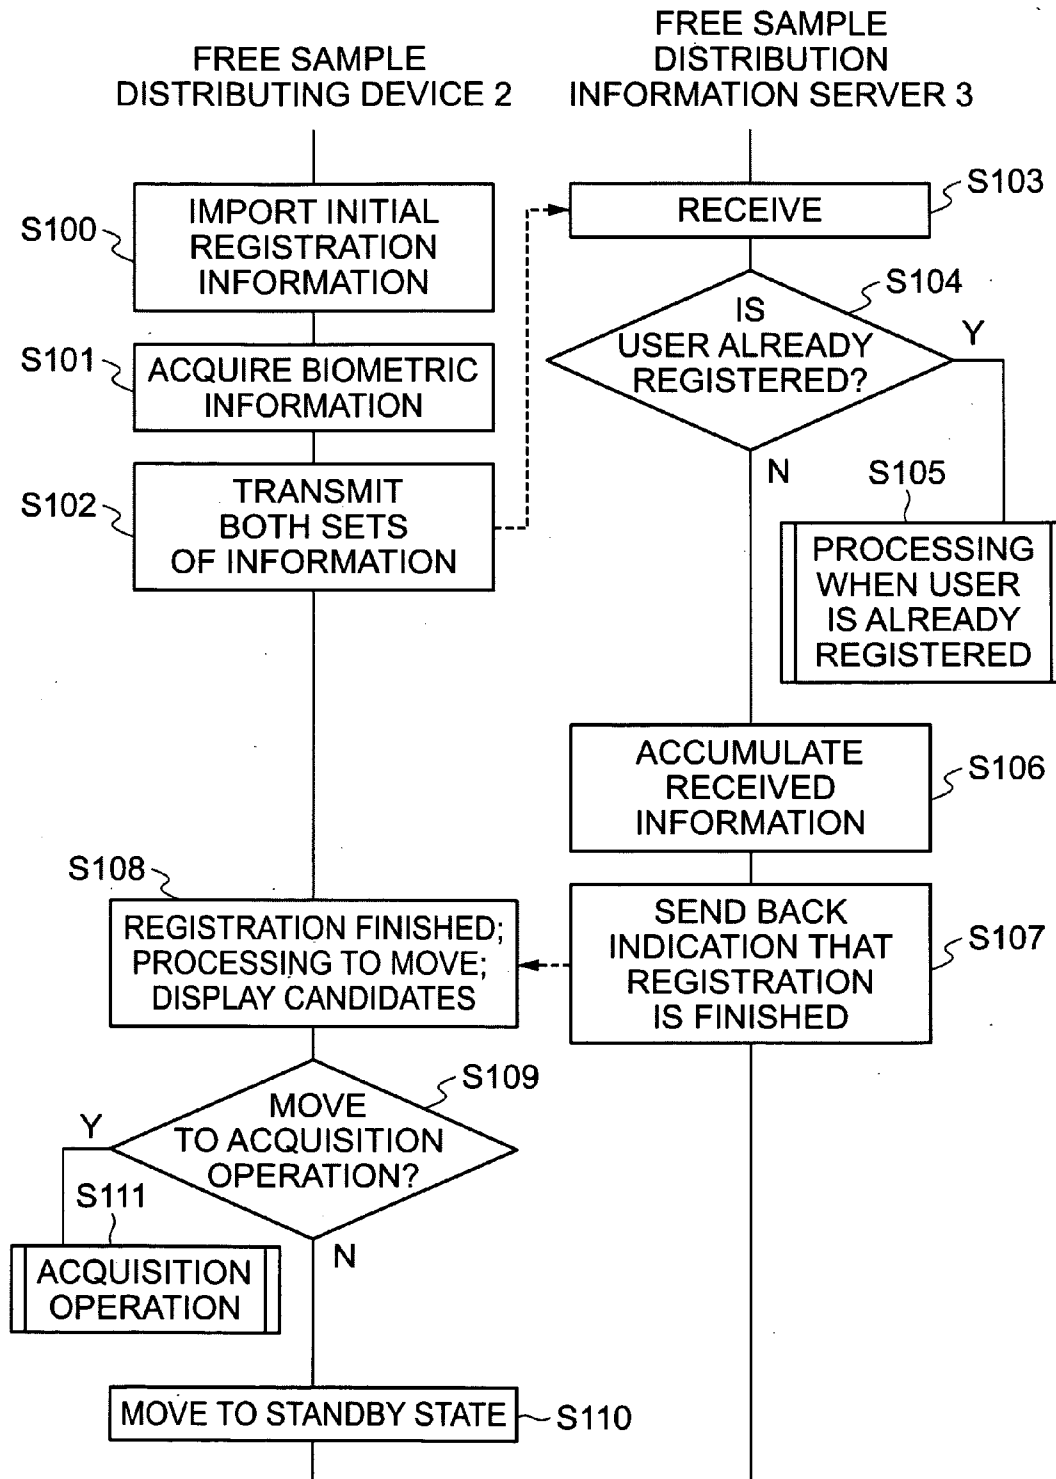 FREE SAMPLE
DISTRIBUTING DEVICE 2
FREE SAMPLE
DISTRIBUTION
INFORMATION SERVER 3
S100
IMPORT INITIAL
REGISTRATION
INFORMATION
S101
ACQUIRE BIOMETRIC
INFORMATION
S102
TRANSMIT
BOTH SETS
OF INFORMATION
RECEIVE
S103
S104
IS
USER ALREADY
REGISTERED?
Y
N
S105
PROCESSING
WHEN USER
IS ALREADY
REGISTERED
ACCUMULATE
RECEIVED
INFORMATION
S106
SEND BACK
INDICATION THAT
REGISTRATION
IS FINISHED
S107
S108
REGISTRATION FINISHED;
PROCESSING TO MOVE;
DISPLAY CANDIDATES
S109
MOVE
TO ACQUISITION
OPERATION?
Y
N
S111
ACQUISITION
OPERATION
MOVE TO STANDBY STATE
S110